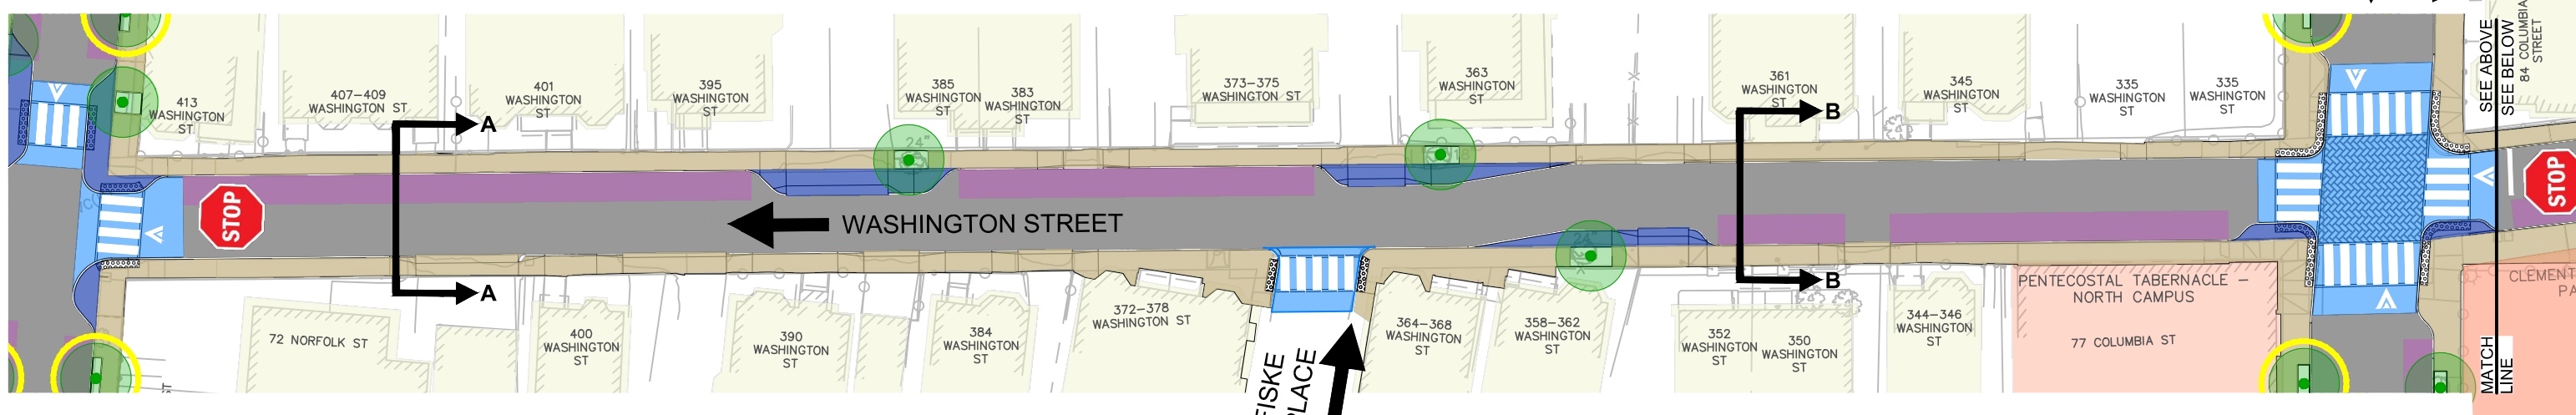 413
WASHINGTON
ST
407-409
WASHINGTON ST
401
WASHINGTON
ST
395
WASHINGTON
ST
385
WASHINGTON
ST
383
WASHINGTON
ST
373-375
WASHINGTON ST
363
WASHINGTON
ST
361
WASHINGTON
ST
345
WASHINGTON
ST
335
WASHINGTON
ST
335
WASHINGTON
ST
SEE ABOVE
SEE BELOW
84 COLUMBIA
STREET
A
B
24"
STOP
WASHINGTON STREET
STOP
A
B
72 NORFOLK ST
400
WASHINGTON
ST
390
WASHINGTON
ST
384
WASHINGTON
ST
372-378
WASHINGTON ST
FISKE
PLACE
364-368
WASHINGTON
ST
358-362
WASHINGTON
ST
352
WASHINGTON
ST
350
WASHINGTON
ST
344-346
WASHINGTON
ST
PENTECOSTAL TABERNACLE -
NORTH CAMPUS
77 COLUMBIA ST
MATCH
LINE
CLEMENT
PA